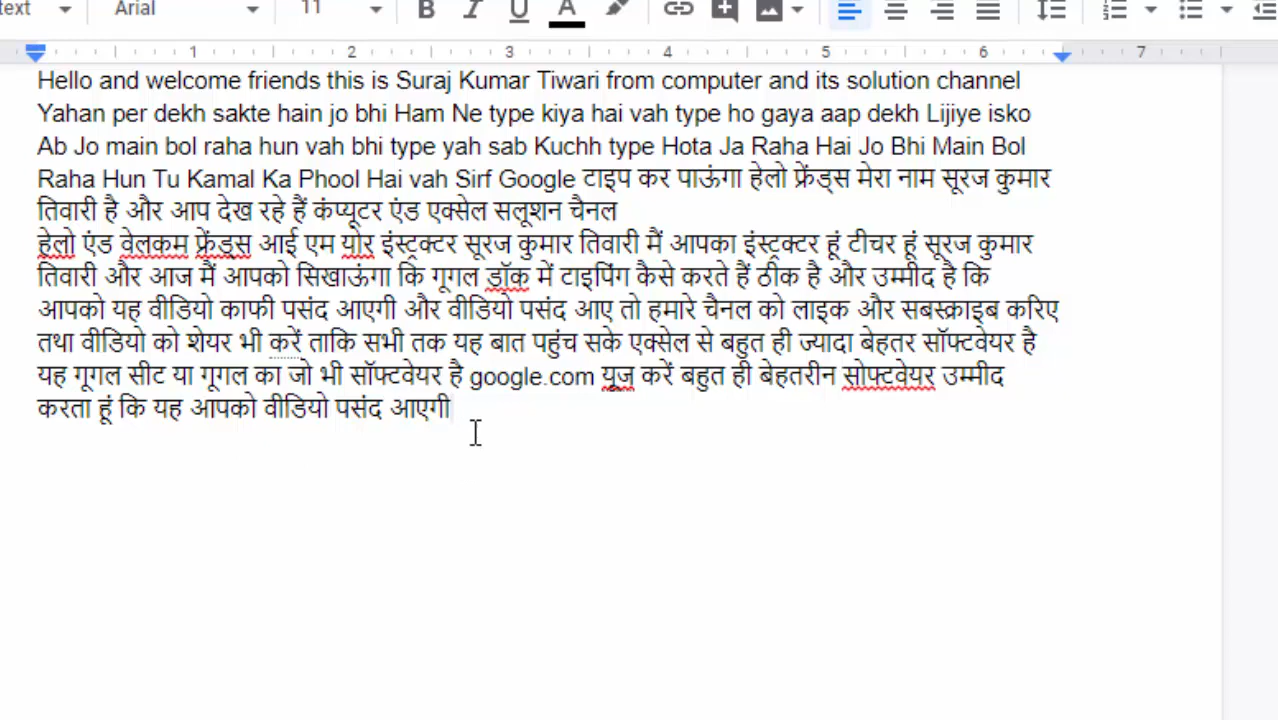 text Arial 11 B I U A
1 2 3 4 5 6 7
Hello and welcome friends this is Suraj Kumar Tiwari from computer and its solution channel
Yahan per dekh sakte hain jo bhi Ham Ne type kiya hai vah type ho gaya aap dekh Lijiye isko
Ab Jo main bol raha hun vah bhi type yah sab Kuchh type Hota Ja Raha Hai Jo Bhi Main Bol
Raha Hun Tu Kamal Ka Phool Hai vah Sirf Google टाइप कर पाऊंगा हेलो फ्रेंड्स मेरा नाम सूरज कुमार
तिवारी है और आप देख रहे हैं कंप्यूटर एंड एक्सेल सलूशन चैनल
हेलो एंड वेलकम फ्रेंड्स आई एम योर इंस्ट्रक्टर सूरज कुमार तिवारी मैं आपका इंस्ट्रक्टर हूं टीचर हूं सूरज कुमार
तिवारी और आज मैं आपको सिखाऊंगा कि गूगल डॉक में टाइपिंग कैसे करते हैं ठीक है और उम्मीद है कि
आपको यह वीडियो काफी पसंद आएगी और वीडियो पसंद आए तो हमारे चैनल को लाइक और सबस्क्राइब करिए
तथा वीडियो को शेयर भी करें ताकि सभी तक यह बात पहुंच सके एक्सेल से बहुत ही ज्यादा बेहतर सॉफ्टवेयर है
यह गूगल सीट या गूगल का जो भी सॉफ्टवेयर है google.com यूज करें बहुत ही बेहतरीन सोफ्टवेयर उम्मीद
करता हूं कि यह आपको वीडियो पसंद आएगी